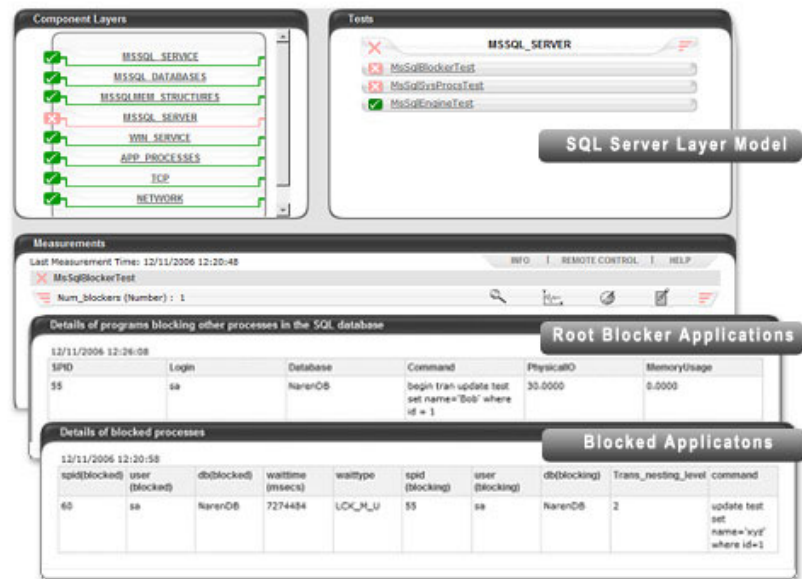 Component Layers
MSSQL_SERVICE
MSSQL_DATABASES
MSSQLMEM_STRUCTURES
MSSQL_SERVER
WIN_SERVICE
APP_PROCESSES
TCP
NETWORK
Tests
MSSQL_SERVER
MsSqlBlockerTest
MsSqlSysProcsTest
MsSqlEngineTest
SQL Server Layer Model
Measurements
Last Measurement Time: 12/11/2006 12:20:48
INFO | REMOTE CONTROL | HELP
MsSqlBlockerTest
Num_blockers (Number) : 1
Details of programs blocking other processes in the SQL database
Root Blocker Applications
12/11/2006 12:26:08
SPID Login Database Command PhysicalIO MemoryUsage
55 sa NarenDB begin tran update test 30.0000 0.0000
set name='Bob' where
id = 1
Details of blocked processes
Blocked Applicatons
12/11/2006 12:20:58
spid(blocked) user db(blocked) waittime waittype spid user db(blocking) Trans_nesting_level command
(blocked) (msecs) (blocking) (blocking)
60 sa NarenDB 7274484 LCK_M_U 55 sa NarenDB 2 update test
set
name='xyz'
where id=1